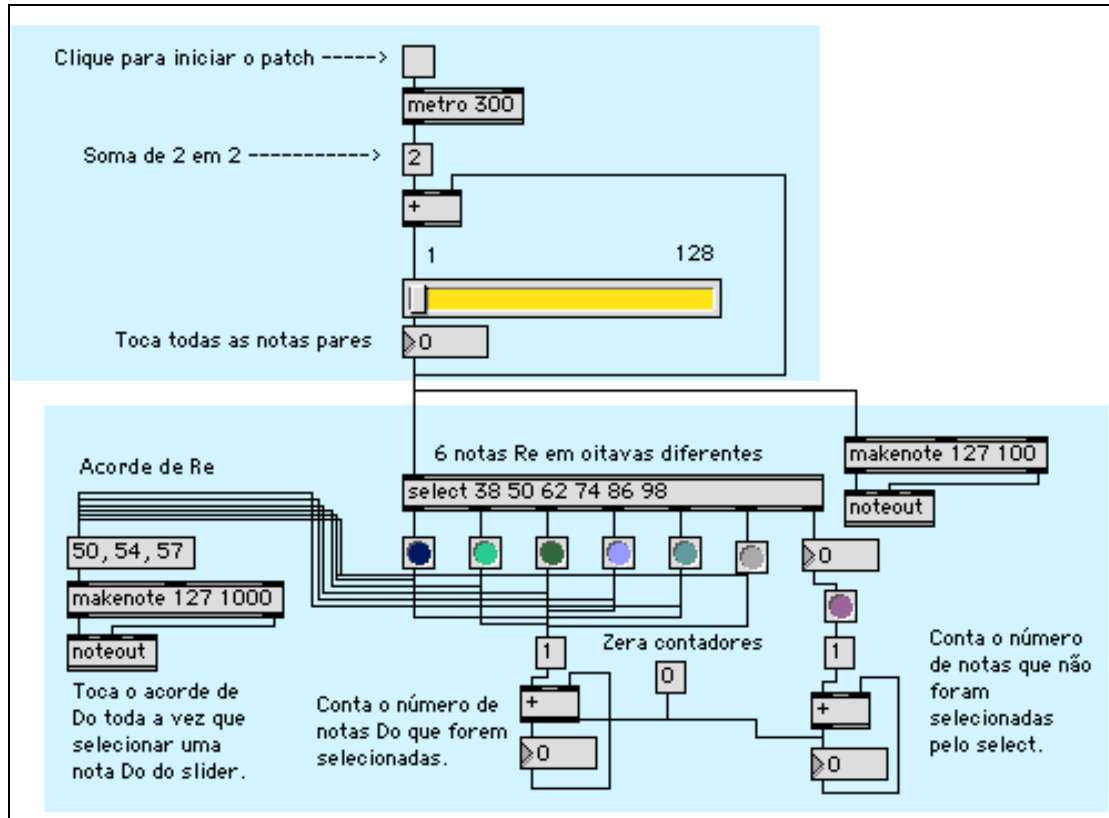 Clique para iniciar o patch ----->
metro 300
Soma de 2 em 2 ----------->
2
+
1
128
Toca todas as notas pares
0
Acorde de Re
6 notas Re em oitavas diferentes
makenote 127 100
select 38 50 62 74 86 98
noteout
50, 54, 57
0
makenote 127 1000
noteout
Toca o acorde de
Do toda a vez que
selecionar uma
nota Do do slider.
1
Zera contadores
0
1
Conta o número
de notas que não
foram
selecionadas
pelo select.
Conta o número de
notas Do que forem
selecionadas.
+
0
+
0